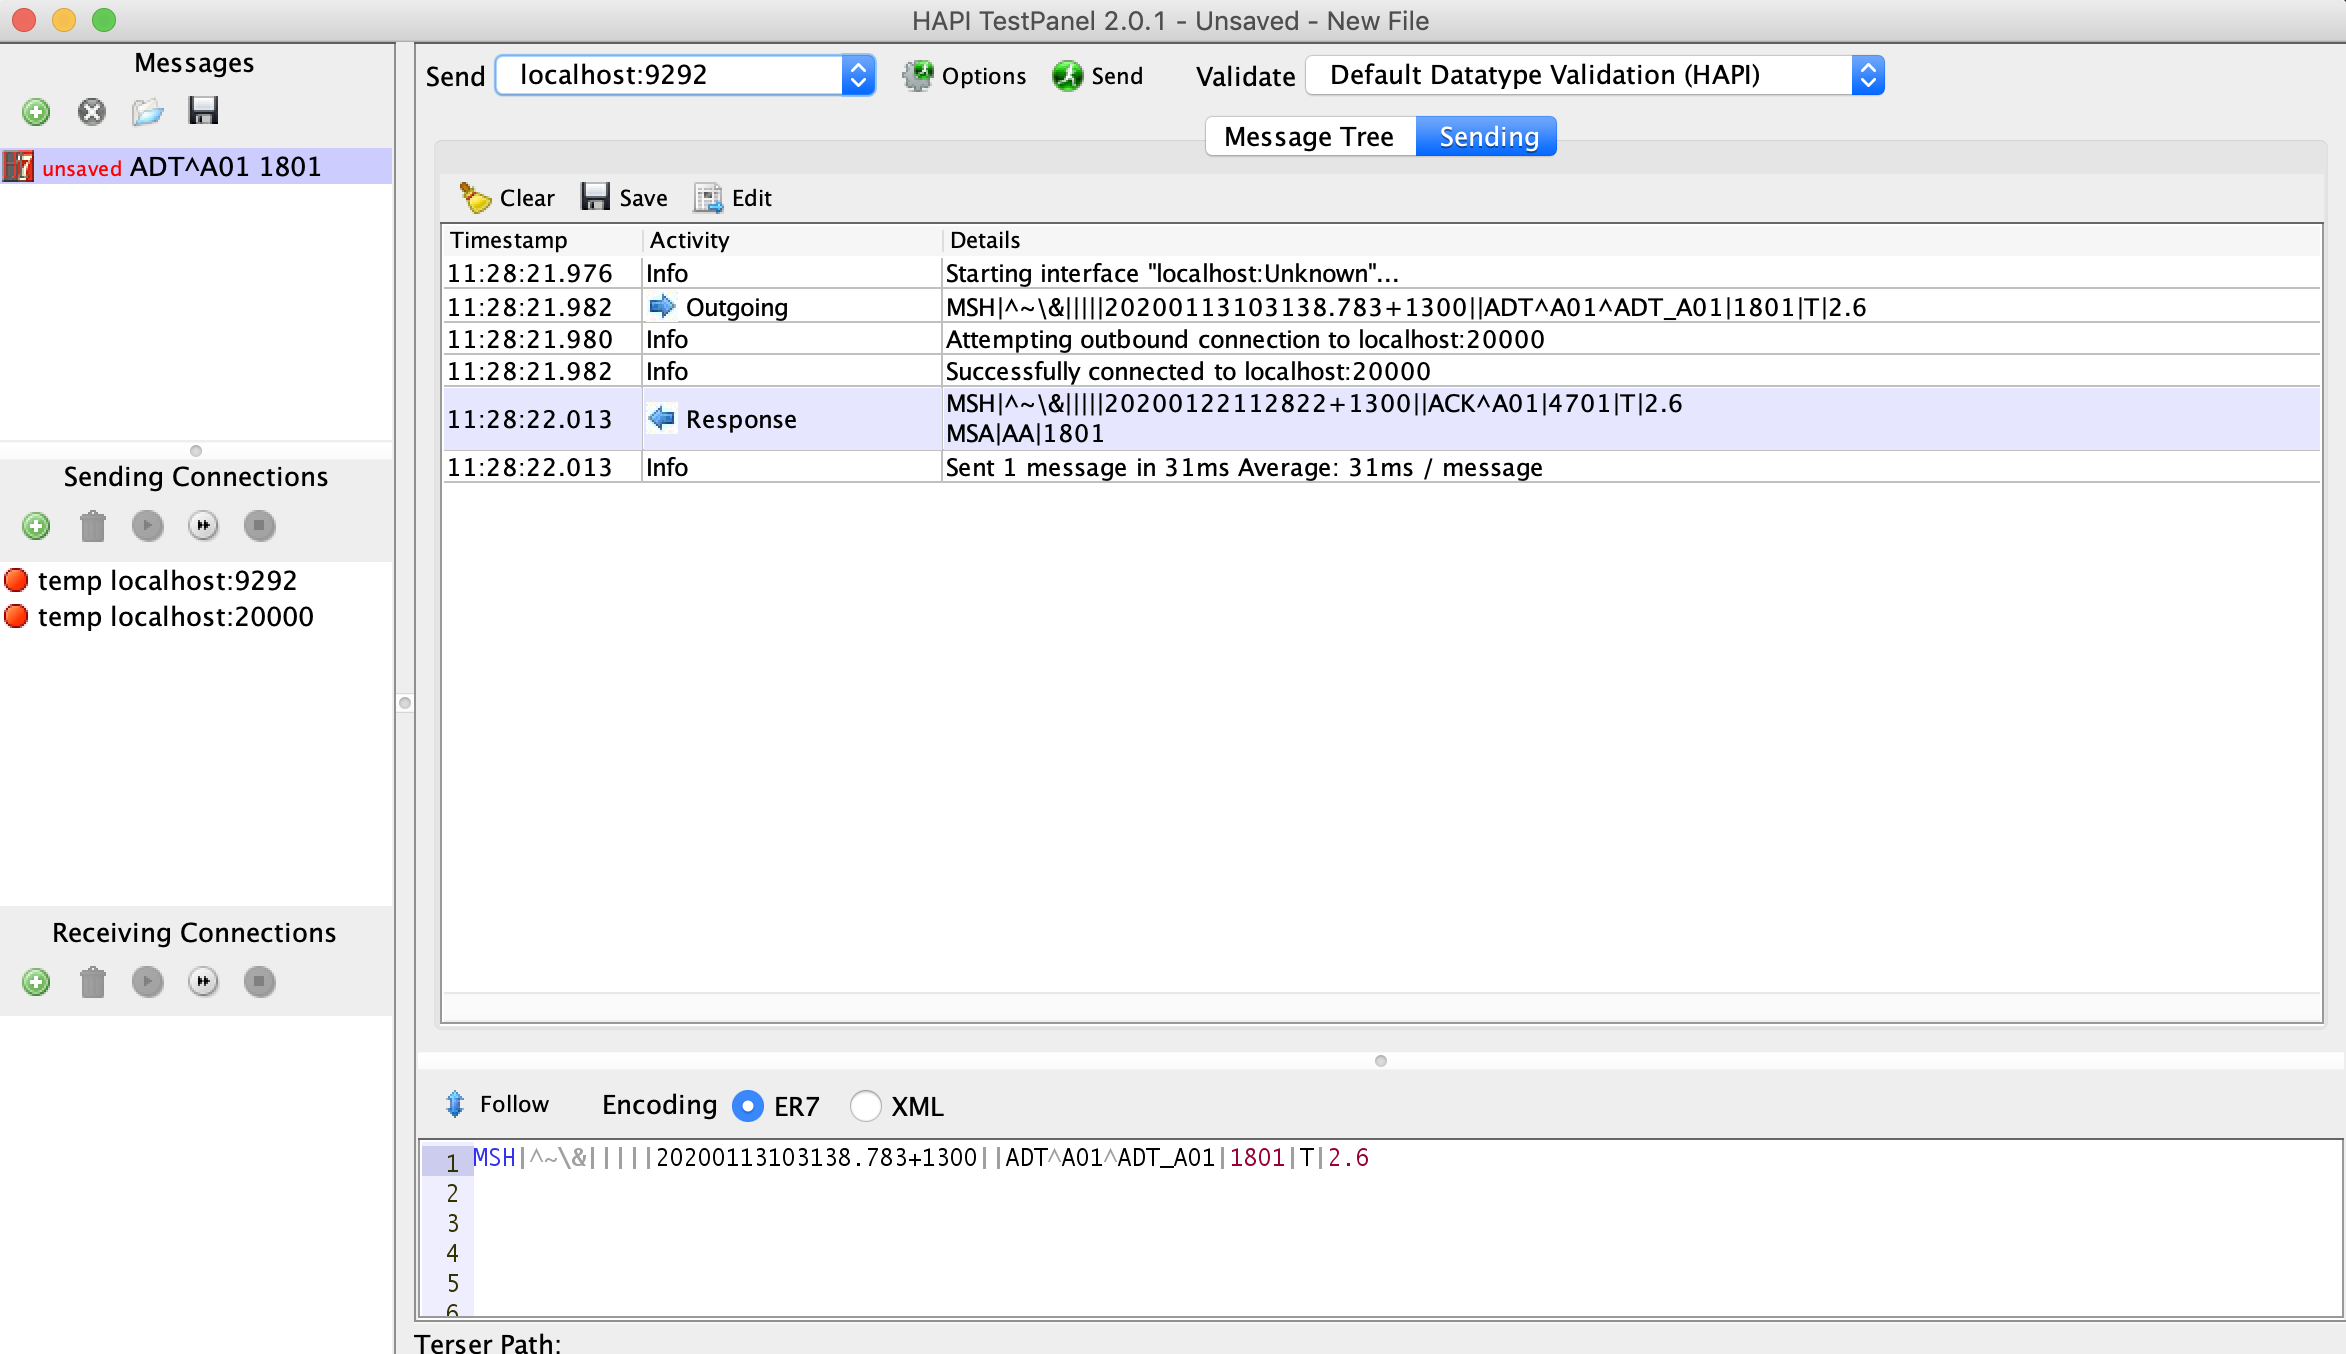 HAPI TestPanel 2.0.1 - Unsaved - New File
Messages
unsaved ADT^A01 1801
Sending Connections
temp localhost:9292
temp localhost:20000
Receiving Connections
Send localhost:9292 Options Send Validate Default Datatype Validation (HAPI)
Message Tree Sending
Clear Save Edit
Timestamp Activity Details
11:28:21.976 Info Starting interface "localhost:Unknown"...
11:28:21.982 Outgoing MSH|^~\&|||||20200113103138.783+1300||ADT^A01^ADT_A01|1801|T|2.6
11:28:21.980 Info Attempting outbound connection to localhost:20000
11:28:21.982 Info Successfully connected to localhost:20000
11:28:22.013 Response MSH|^~\&|||||20200122112822+1300||ACK^A01|4701|T|2.6
MSA|AA|1801
11:28:22.013 Info Sent 1 message in 31ms Average: 31ms / message
Follow Encoding ER7 XML
1 MSH|^~\&|||||20200113103138.783+1300||ADT^A01^ADT_A01|1801|T|2.6
2
3
4
5
6
Terser Path: